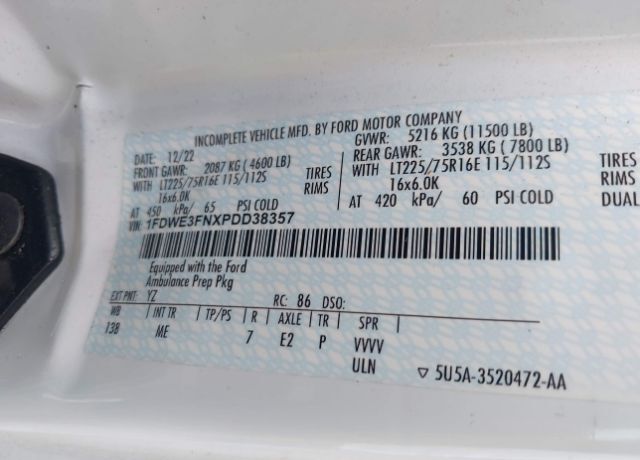 INCOMPLETE VEHICLE MFD. BY FORD MOTOR COMPANY
DATE: 12/22 GVWR: 5216 KG (11500 LB)
FRONT GAWR: 2087 KG (4600 LB) REAR GAWR: 3538 KG (7800 LB)
WITH LT225/75R16E 115/112S TIRES WITH LT225/75R16E 115/112S TIRES
16x6.0K RIMS 16x6.0K RIMS
AT 450 kPa/ 65 PSI COLD AT 420 kPa/ 60 PSI COLD DUAL
VIN: 1FDWE3FNXPDD38357
Equipped with the Ford
Ambulance Prep Pkg
EXT PNT: YZ RC: 86 DSO:
WB INT TR TP/PS R AXLE TR SPR
138 ME 7 E2 P VVVV
ULN ▽ 5U5A-3520472-AA